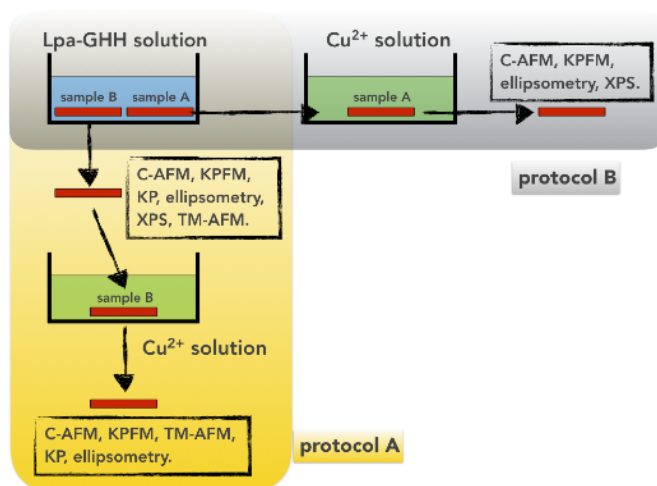 Lpa-GHH solution
sample B
sample A
Cu²⁺ solution
sample A
C-AFM, KPFM,
ellipsometry, XPS.
protocol B
C-AFM, KPFM,
KP, ellipsometry,
XPS, TM-AFM.
sample B
Cu²⁺ solution
C-AFM, KPFM, TM-AFM,
KP, ellipsometry.
protocol A